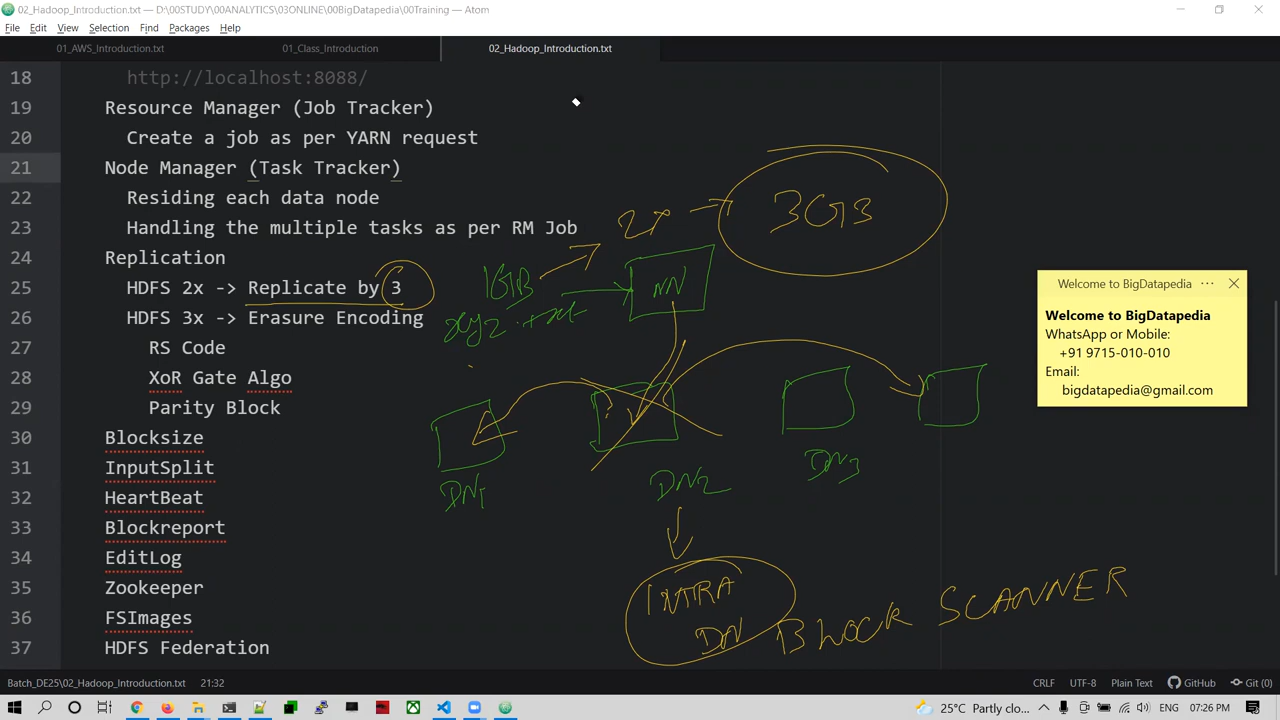 02_Hadoop_Introduction.txt — D:\00STUDY\00ANALYTICS\03ONLINE\00BigDatapedia\00Training — Atom
File Edit View Selection Find Packages Help
01_AWS_Introduction.txt 01_Class_Introduction 02_Hadoop_Introduction.txt
18 http://localhost:8088/
19 Resource Manager (Job Tracker)
20 Create a job as per YARN request
21 Node Manager (Task Tracker)
22 Residing each data node
23 Handling the multiple tasks as per RM Job
24 Replication
25 HDFS 2x -> Replicate by 3
26 HDFS 3x -> Erasure Encoding
27 RS Code
28 XoR Gate Algo
29 Parity Block
30 Blocksize
31 InputSplit
32 HeartBeat
33 Blockreport
34 EditLog
35 Zookeeper
36 FSImages
37 HDFS Federation
2x
3GB
1GB
NN
xyz.txt
DN1
DN2
DN3
INTRA
DN BLOCK SCANNER
Welcome to BigDatapedia
Welcome to BigDatapedia
WhatsApp or Mobile:
+91 9715-010-010
Email:
bigdatapedia@gmail.com
Batch_DE25\02_Hadoop_Introduction.txt 21:32 CRLF UTF-8 Plain Text GitHub Git (0)
25°C Partly clo... 07:26 PM